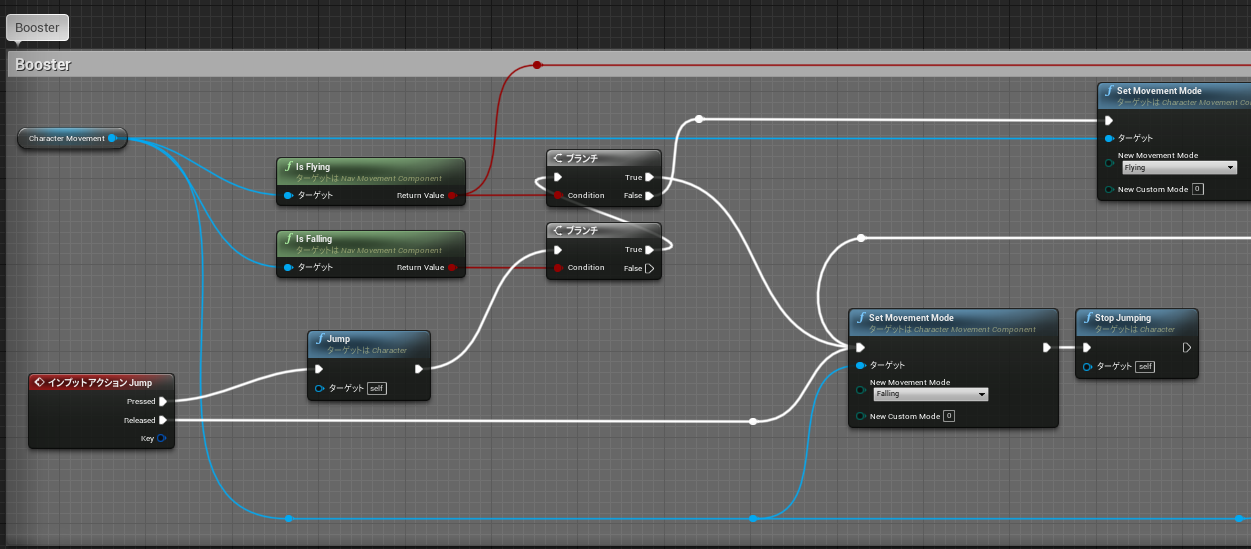 Booster
Booster
Character Movement
Is Flying
ターゲットは Nav Movement Component
ターゲット
Return Value
Is Falling
ターゲットは Nav Movement Component
ターゲット
Return Value
ブランチ
True
Condition
False
ブランチ
True
Condition
False
Set Movement Mode
ターゲットは Character Movement Co
ターゲット
New Movement Mode
Flying
New Custom Mode 0
Jump
ターゲットは Character
ターゲット self
インプットアクション Jump
Pressed
Released
Key
Set Movement Mode
ターゲットは Character Movement Component
ターゲット
New Movement Mode
Falling
New Custom Mode 0
Stop Jumping
ターゲットは Character
ターゲット self